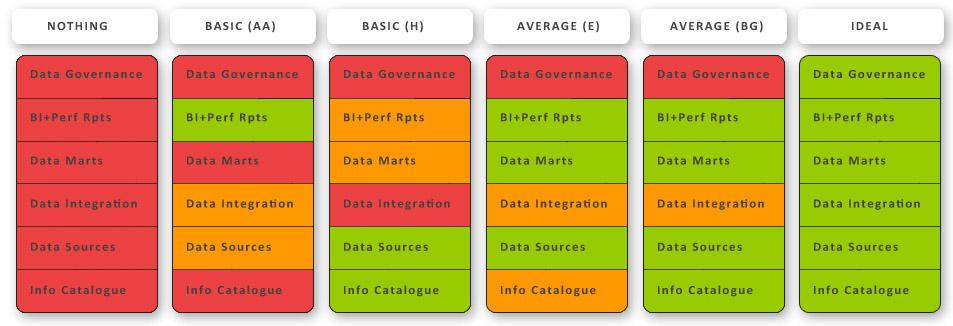 NOTHING BASIC (AA) BASIC (H) AVERAGE (E) AVERAGE (BG) IDEAL
Data Governance Data Governance Data Governance Data Governance Data Governance Data Governance
BI+Perf Rpts BI+Perf Rpts BI+Perf Rpts BI+Perf Rpts BI+Perf Rpts BI+Perf Rpts
Data Marts Data Marts Data Marts Data Marts Data Marts Data Marts
Data Integration Data Integration Data Integration Data Integration Data Integration Data Integration
Data Sources Data Sources Data Sources Data Sources Data Sources Data Sources
Info Catalogue Info Catalogue Info Catalogue Info Catalogue Info Catalogue Info Catalogue